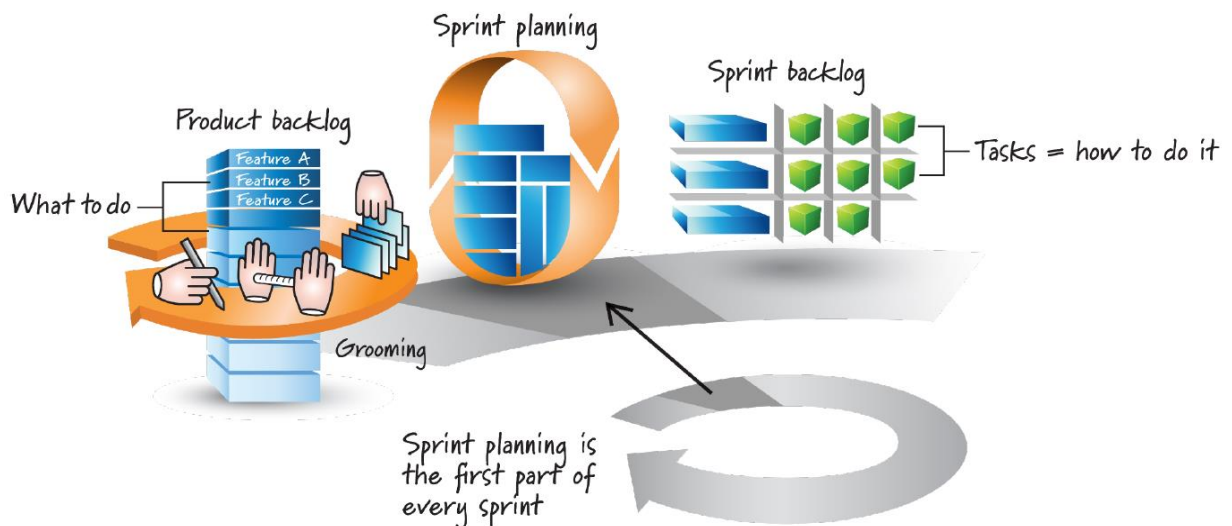 Sprint planning
Sprint backlog
Product backlog
Feature A
Feature B
Feature C
What to do
Tasks = how to do it
Grooming
Sprint planning is
the first part of
every sprint